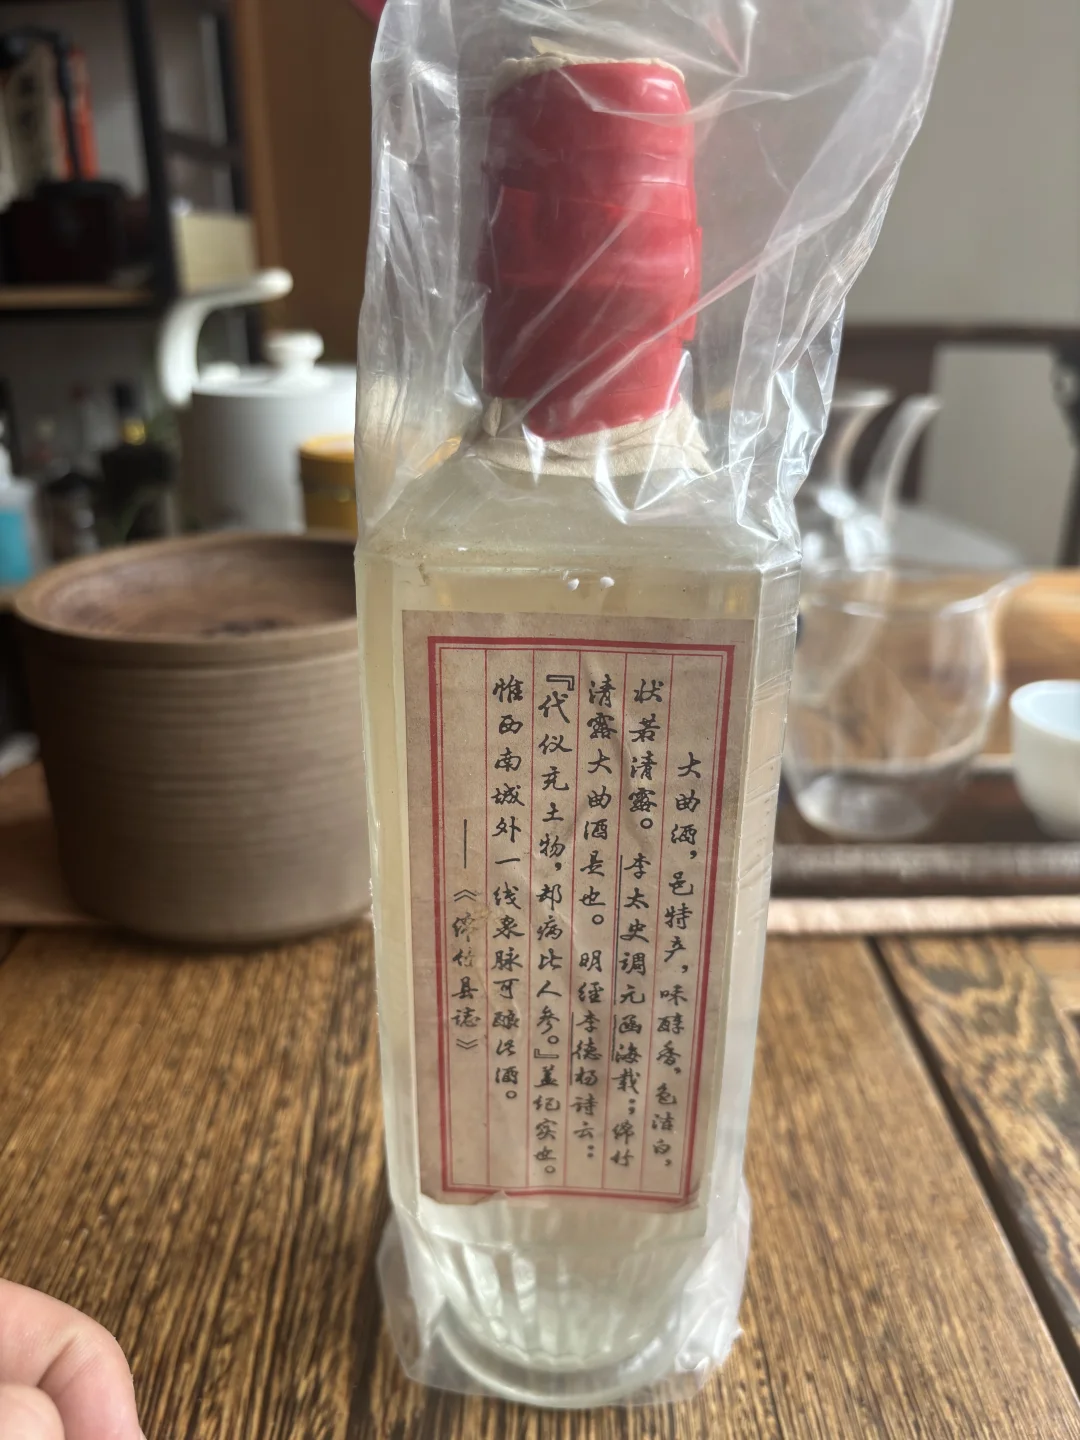 大曲酒，邑特产，味醇香，色洁白，
状若清露。李太史调元函海载；绵竹
清露大曲酒是也。明经李德杨诗云：
『代仪充土物，却病比人参。』盖纪实也。
惟西南城外一线泉脉可酿此酒。
——《绵竹县志》